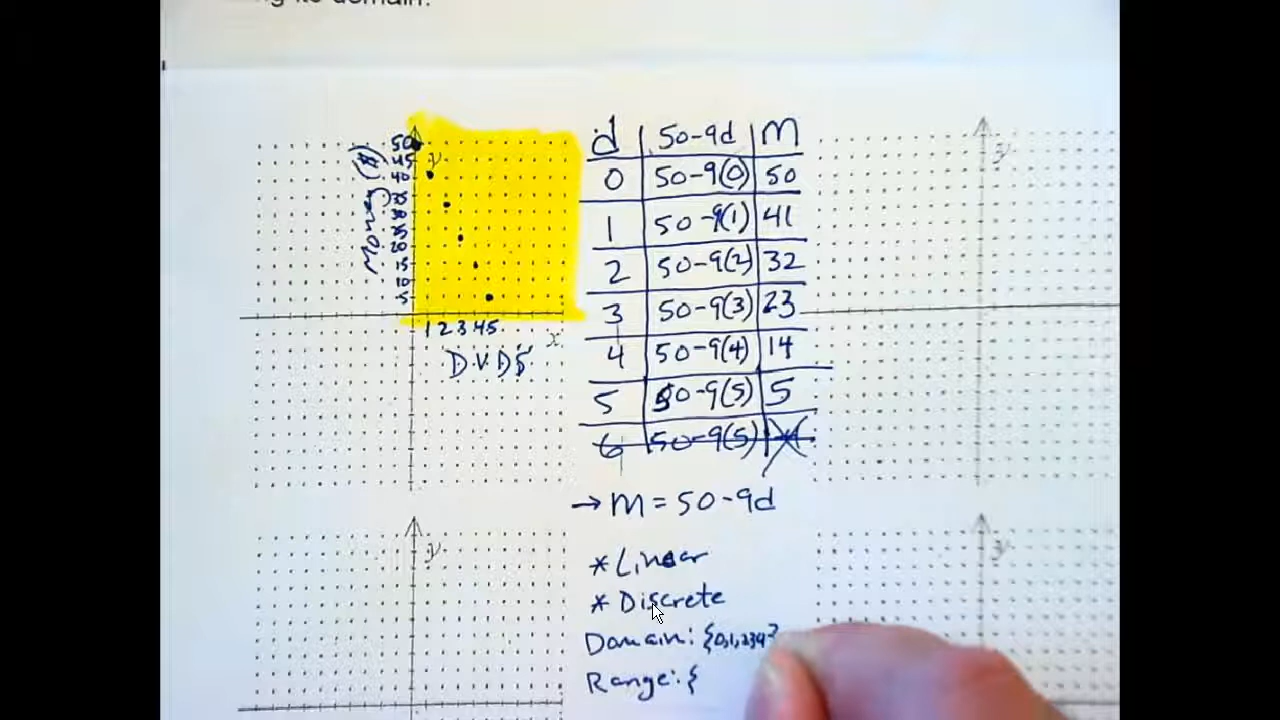 its domain.
50
45 y
40
35
30
25
20
15
10
5
Money ($)
1 2 3 4 5
x
DVDS
d 50-9d M
0 50-9(0) 50
1 50-9(1) 41
2 50-9(2) 32
3 50-9(3) 23
4 50-9(4) 14
5 50-9(5) 5
6 50-9(5)
→ M = 50-9d
* Linear
* Discrete
Domain: {0,1,2,3,4
Range: {
y
y
y